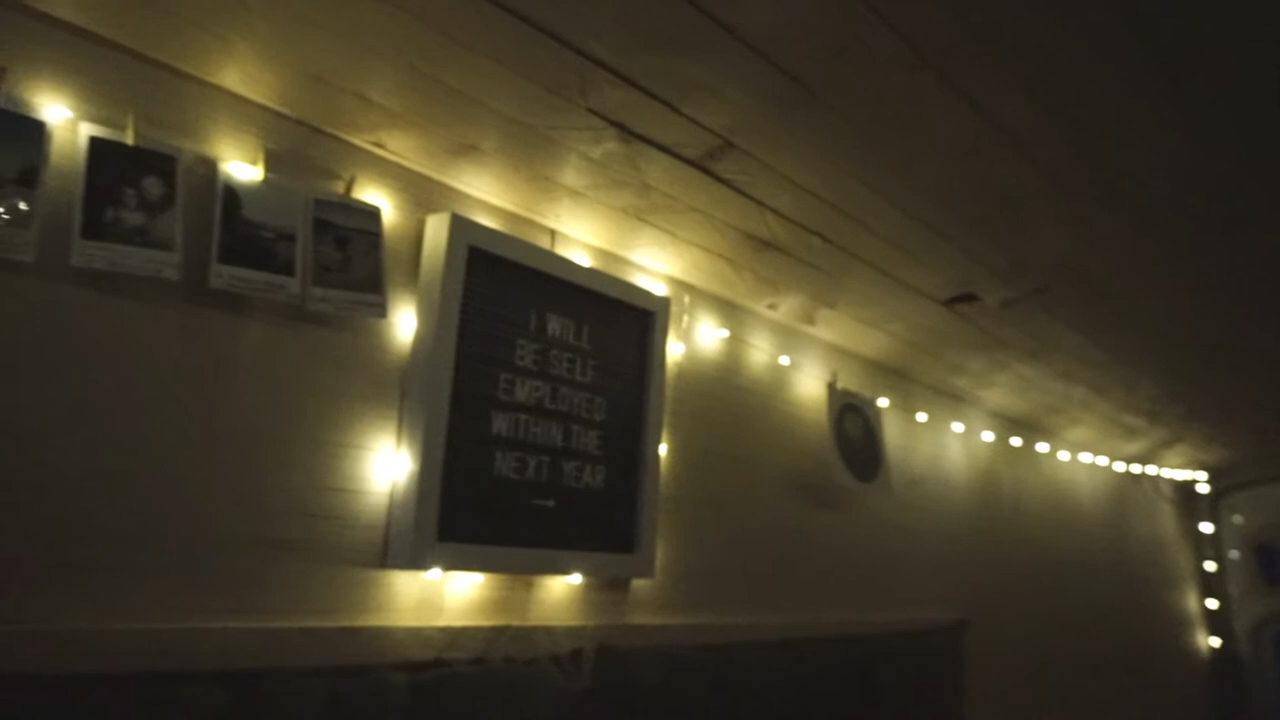 I WILL
BE SELF
EMPLOYED
WITHIN THE
NEXT YEAR